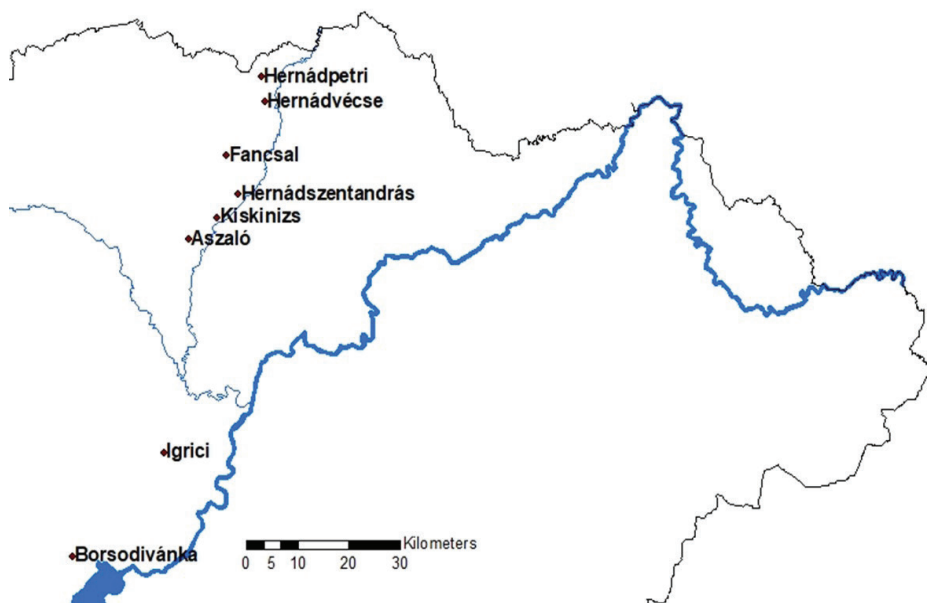 Hernádpetri
Hernádvécse
Fancsal
Hernádszentandrás
Kiskinizs
Aszaló
Igrici
Borsodivánka
Kilometers
0 5 10 20 30